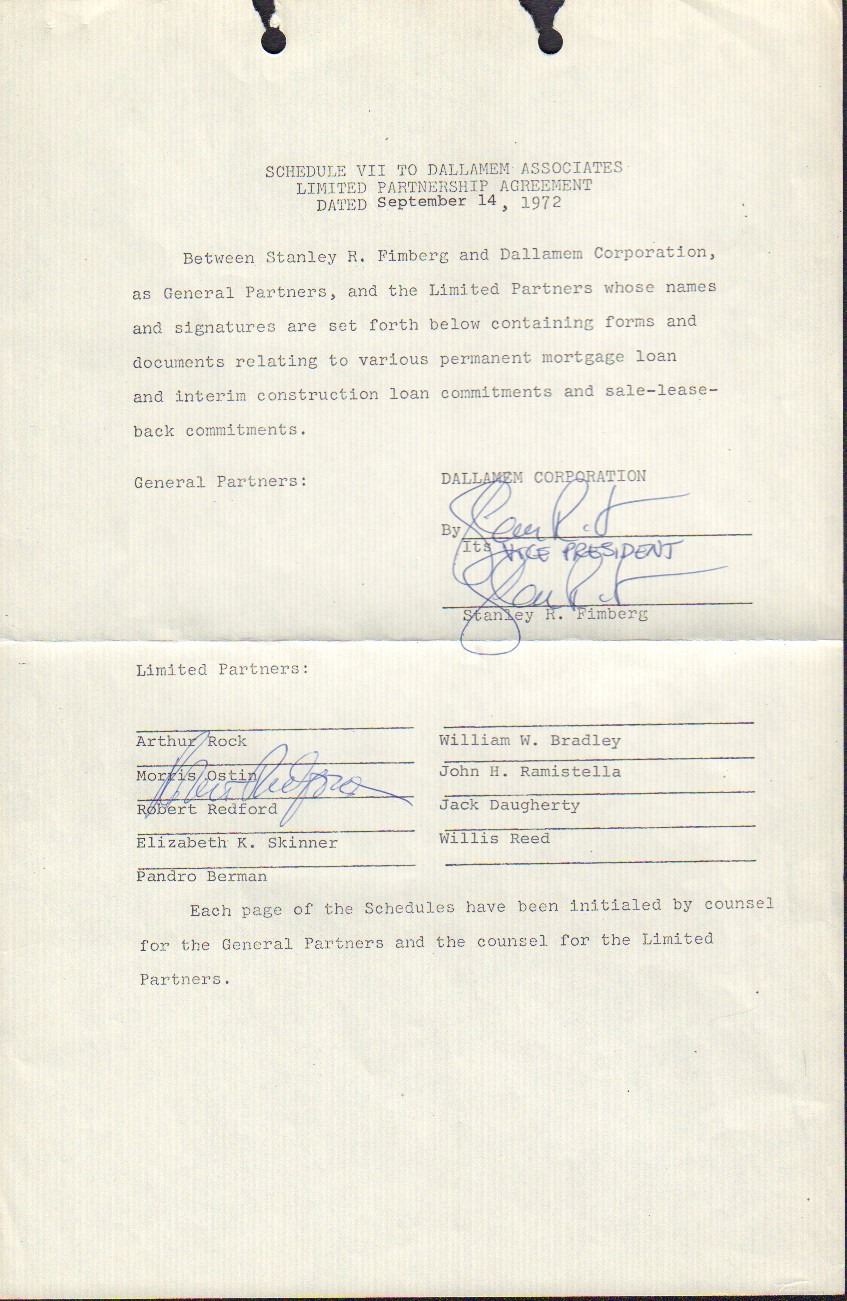 SCHEDULE VII TO DALLAMEM ASSOCIATES
LIMITED PARTNERSHIP AGREEMENT
DATED September 14, 1972
Between Stanley R. Fimberg and Dallamem Corporation,
as General Partners, and the Limited Partners whose names
and signatures are set forth below containing forms and
documents relating to various permanent mortgage loan
and interim construction loan commitments and sale-lease-
back commitments.
General Partners:
DALLAMEM CORPORATION
By
Its VICE PRESIDENT
Stanley R. Fimberg
Limited Partners:
Arthur Rock
William W. Bradley
Morris Ostin
John H. Ramistella
Robert Redford
Jack Daugherty
Elizabeth K. Skinner
Willis Reed
Pandro Berman
Each page of the Schedules have been initialed by counsel
for the General Partners and the counsel for the Limited
Partners.